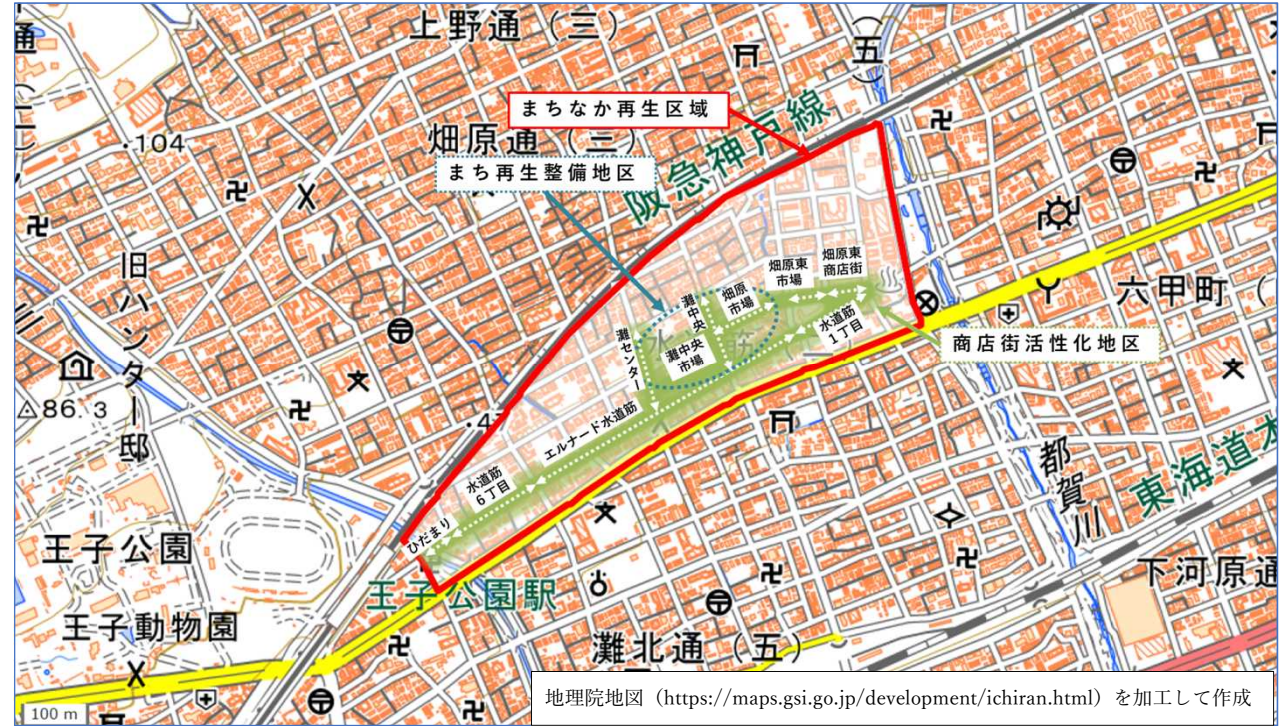 上野通（三）
通
（二）
五
まちなか再生区域
・104
畑原通（三）
阪急神戸線
まち再生整備地区
旧ハンター邸
畑原東
市場
畑原東
商店街
六甲町（
灘中央
畑原
市場
水道筋
1丁目
灘センター
水
灘中央
市場
商店街活性化地区
86.3
・47
エルナード水道筋
都賀川
東海道本
水道筋
6丁目
ひだまり
王子公園
王子公園駅
下河原通
王子動物園
灘北通（五）
100 m
地理院地図（https://maps.gsi.go.jp/development/ichiran.html）を加工して作成